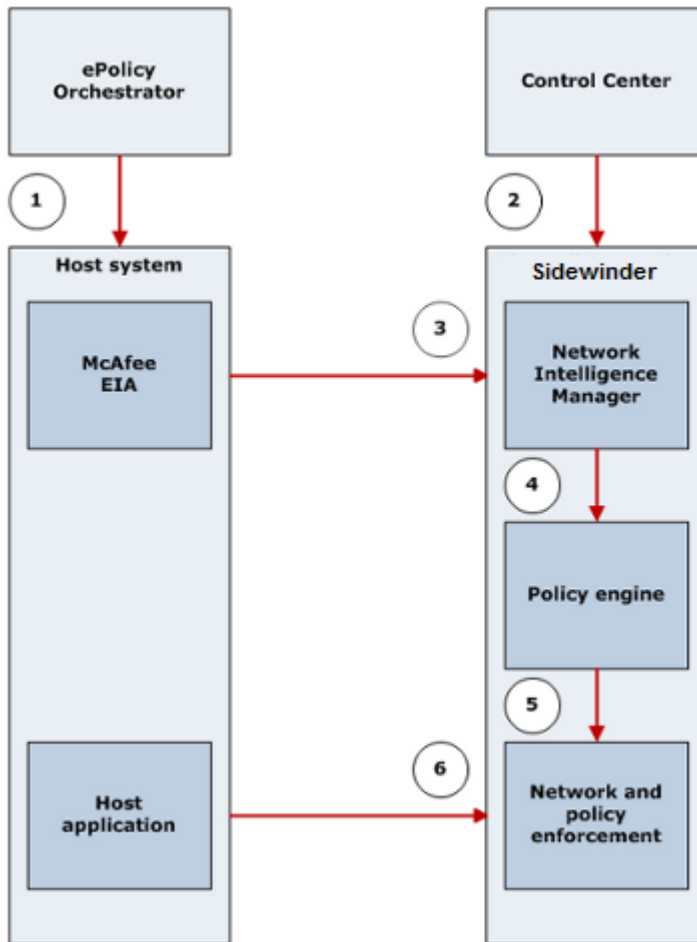 ePolicy
Orchestrator
Control Center
1
2
Host system
Sidewinder
McAfee
EIA
3
Network
Intelligence
Manager
4
Policy engine
5
Host
application
6
Network and
policy
enforcement